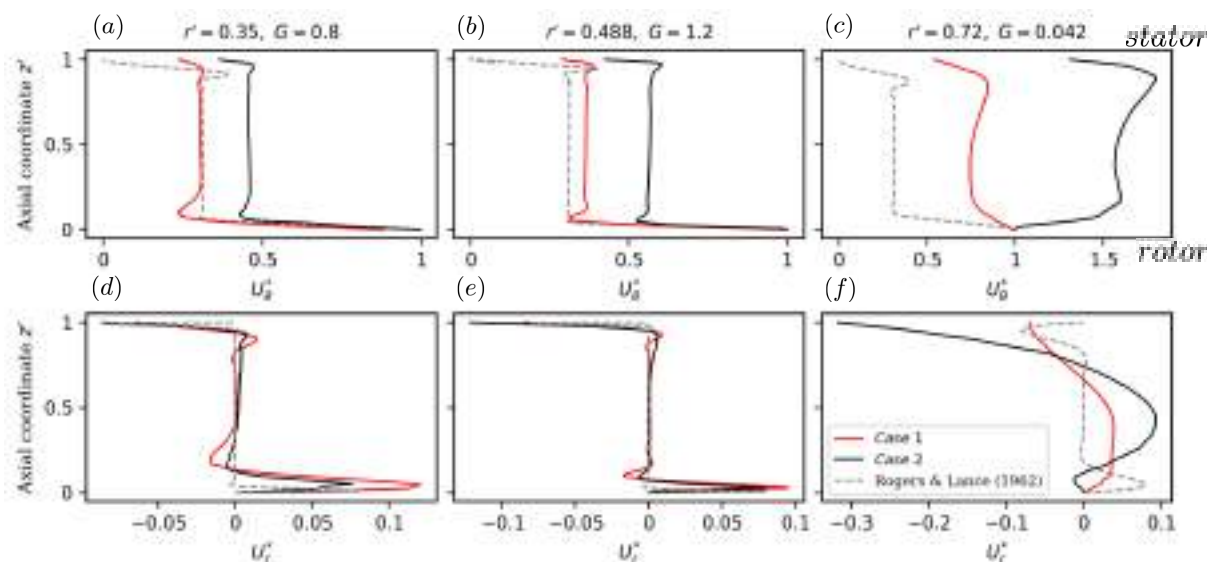 (a) r' = 0.35, G = 0.8
(b) r' = 0.488, G = 1.2
(c) r' = 0.72, G = 0.042
stator
Axial coordinate z'
1
0.5
0
0 0.5 1
0 0.5 1
0 0.5 1 1.5
rotor
U*θ
U*θ
U*θ
(d) (e) (f)
Axial coordinate z'
1
0.5
0
Case 1
Case 2
Rogers & Lance (1962)
−0.05 0 0.05 0.1
−0.1 −0.05 0 0.05 0.1
−0.3 −0.2 −0.1 0 0.1
U*r
U*r
U*r